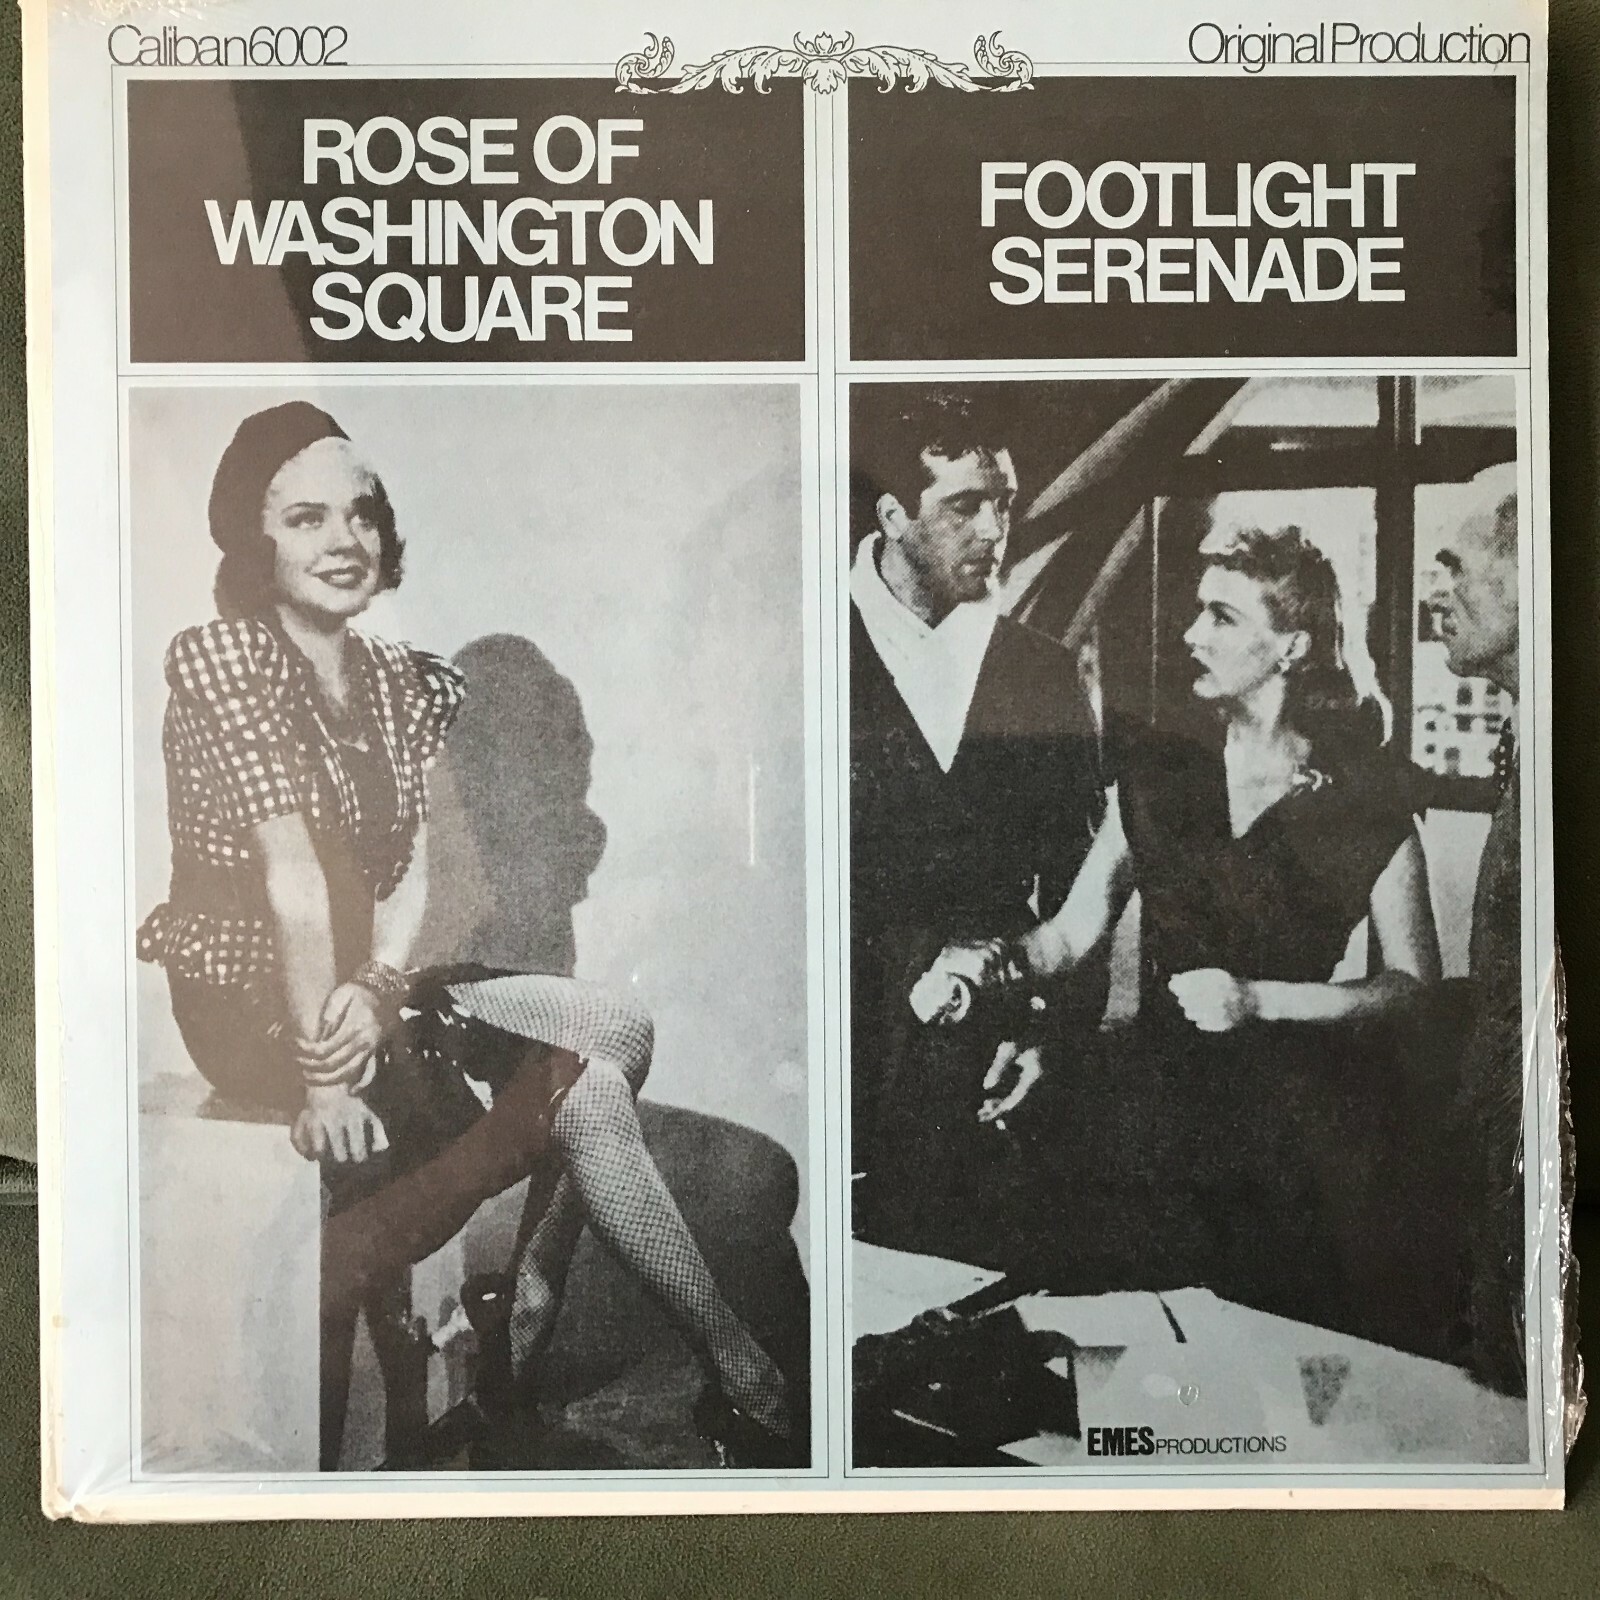 Caliban6002
Original Production
ROSE OF
WASHINGTON
SQUARE
FOOTLIGHT
SERENADE
EMES PRODUCTIONS